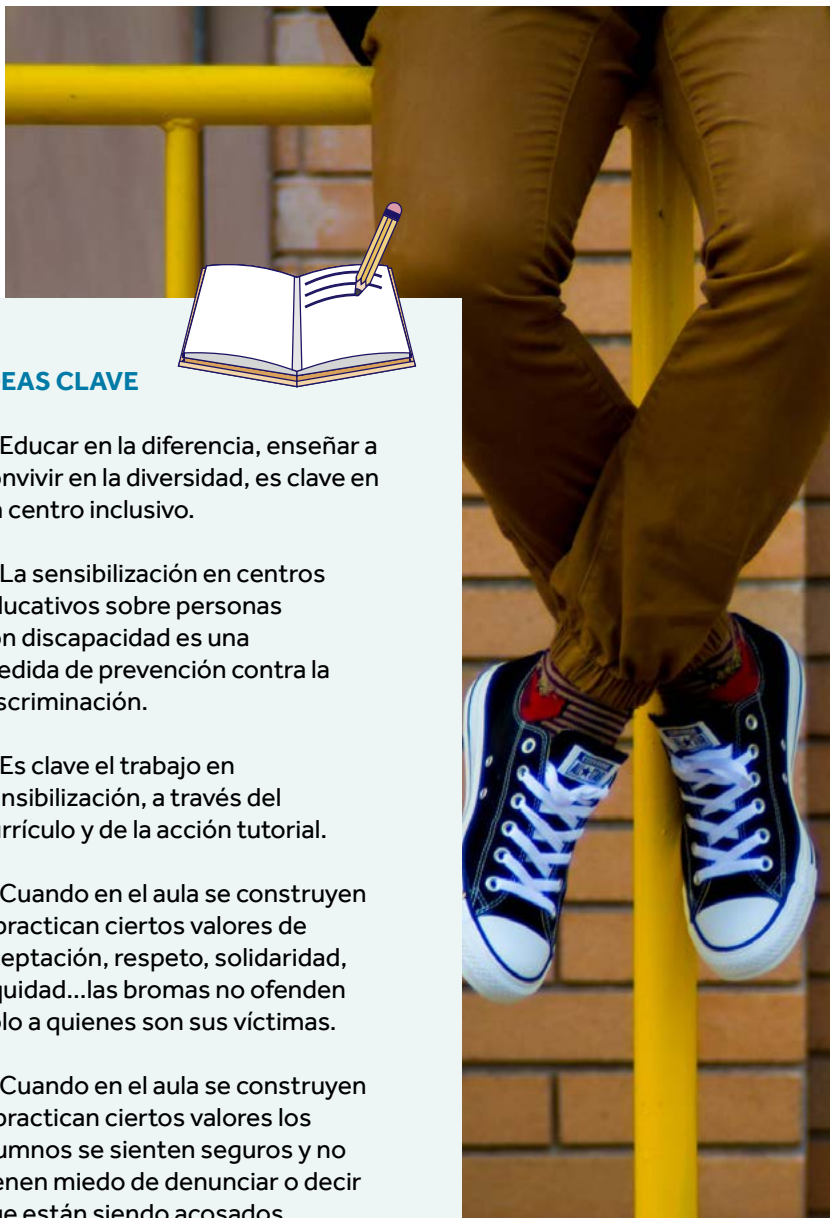 EAS CLAVE
Educar en la diferencia, enseñar a
nvivir en la diversidad, es clave en
centro inclusivo.
La sensibilización en centros
ucativos sobre personas
n discapacidad es una
edida de prevención contra la
scriminación.
Es clave el trabajo en
nsibilización, a través del
rrículo y de la acción tutorial.
Cuando en el aula se construyen
practican ciertos valores de
eptación, respeto, solidaridad,
uidad...las bromas no ofenden
lo a quienes son sus víctimas.
Cuando en el aula se construyen
practican ciertos valores los
umnos se sienten seguros y no
enen miedo de denunciar o decir
ue están siendo acosados